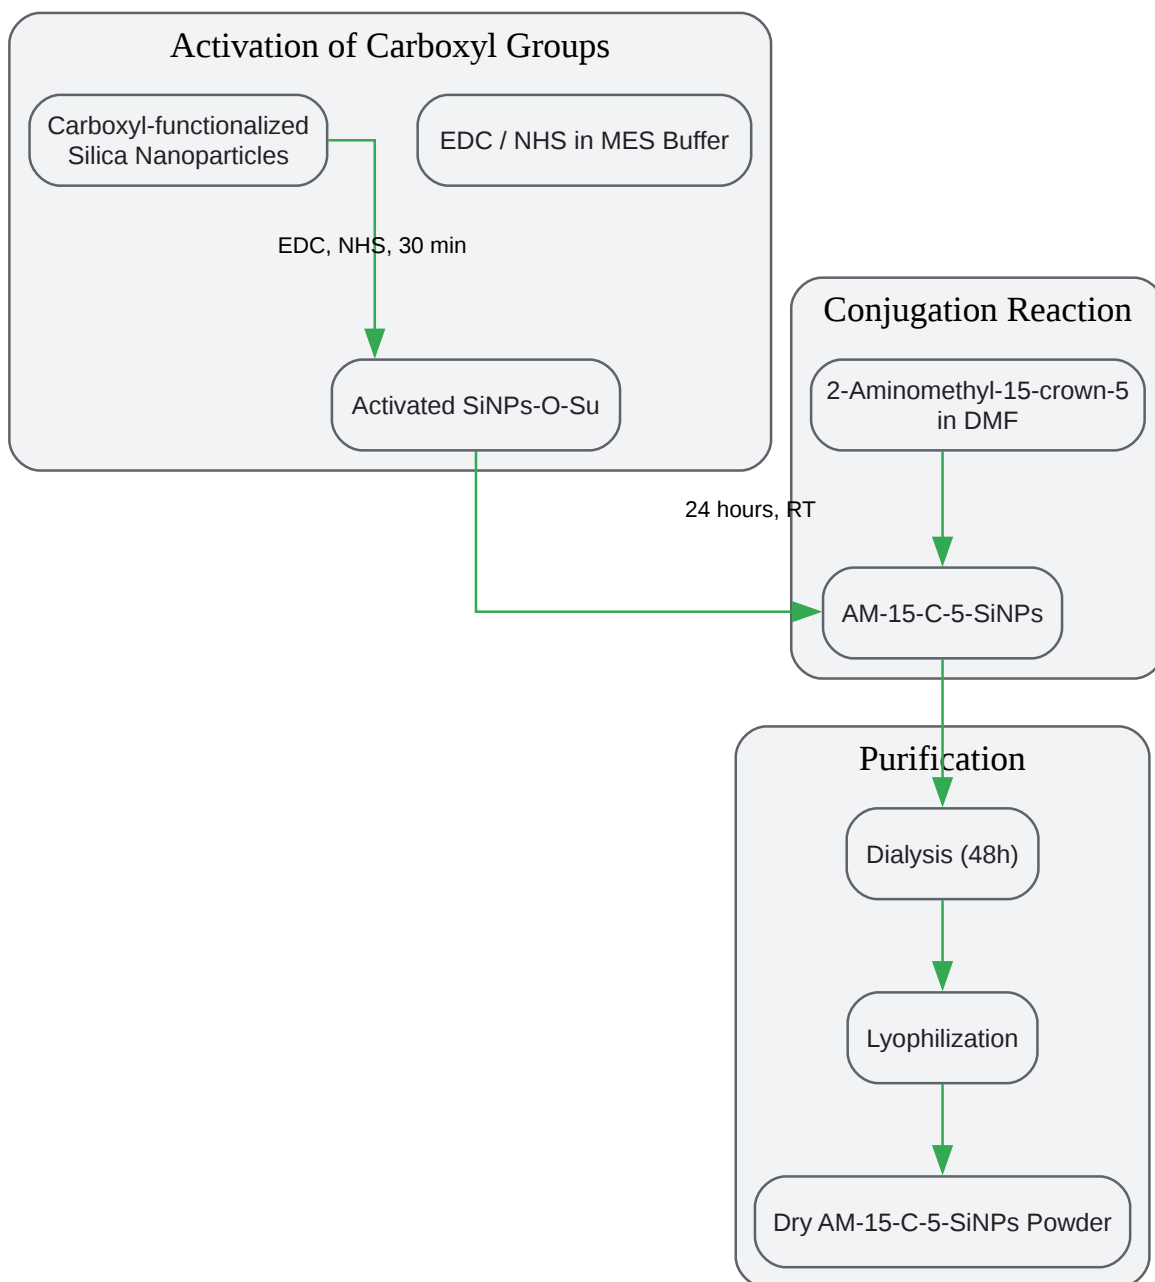 Activation of Carboxyl Groups
Carboxyl-functionalized
Silica Nanoparticles
EDC / NHS in MES Buffer
EDC, NHS, 30 min
Activated SiNPs-O-Su
Conjugation Reaction
2-Aminomethyl-15-crown-5
in DMF
24 hours, RT
AM-15-C-5-SiNPs
Purification
Dialysis (48h)
Lyophilization
Dry AM-15-C-5-SiNPs Powder